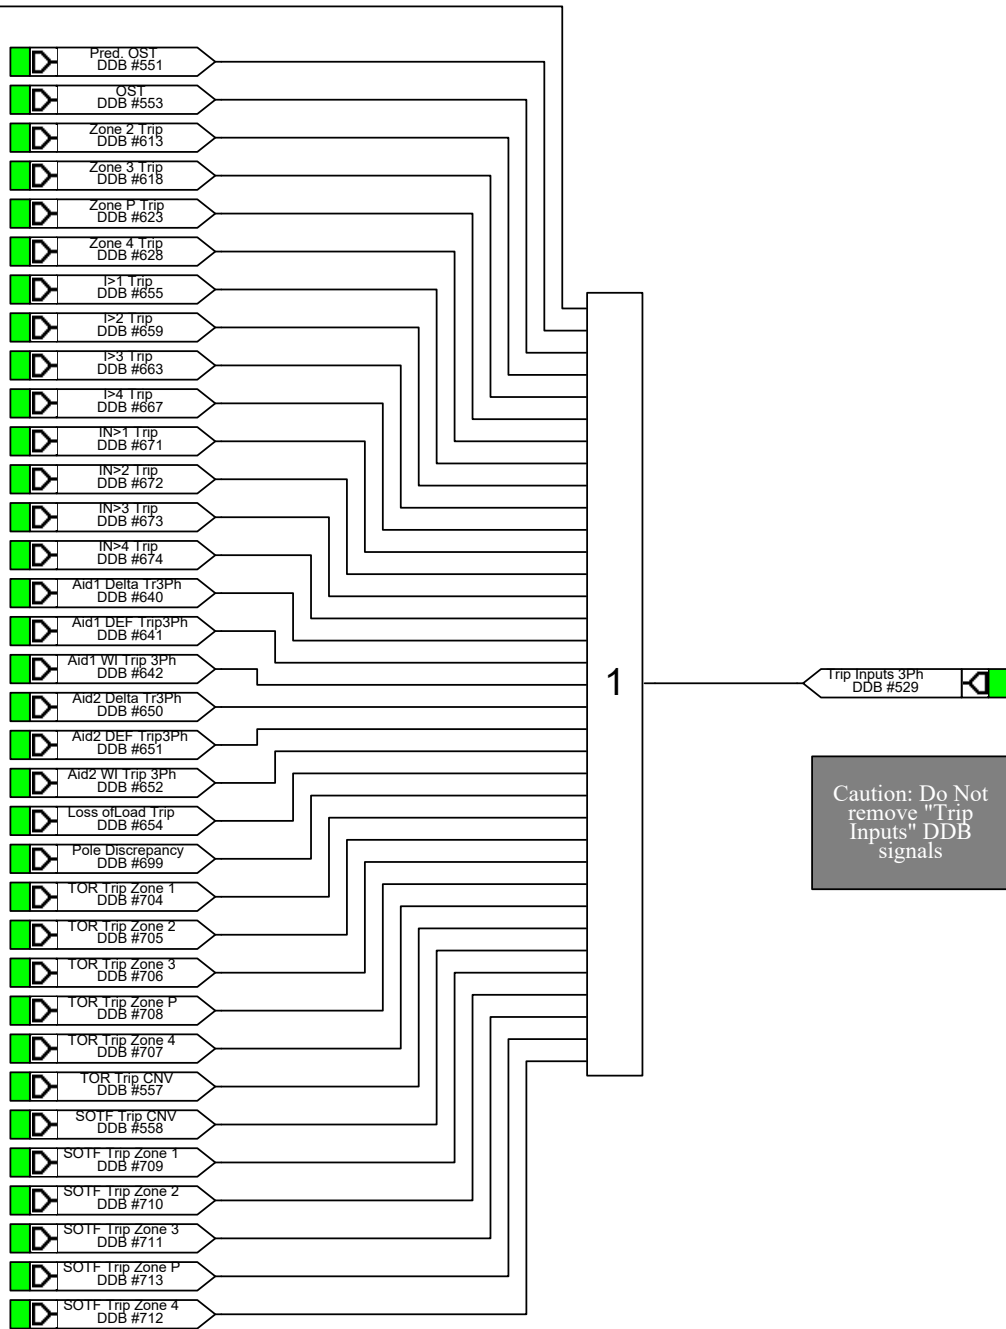 Pred. OST
DDB #551
OST
DDB #553
Zone 2 Trip
DDB #613
Zone 3 Trip
DDB #618
Zone P Trip
DDB #623
Zone 4 Trip
DDB #628
I>1 Trip
DDB #655
I>2 Trip
DDB #659
I>3 Trip
DDB #663
I>4 Trip
DDB #667
IN>1 Trip
DDB #671
IN>2 Trip
DDB #672
IN>3 Trip
DDB #673
IN>4 Trip
DDB #674
Aid1 Delta Tr3Ph
DDB #640
Aid1 DEF Trip3Ph
DDB #641
Aid1 WI Trip 3Ph
DDB #642
Aid2 Delta Tr3Ph
DDB #650
Aid2 DEF Trip3Ph
DDB #651
Aid2 WI Trip 3Ph
DDB #652
Loss ofLoad Trip
DDB #654
Pole Discrepancy
DDB #699
TOR Trip Zone 1
DDB #704
TOR Trip Zone 2
DDB #705
TOR Trip Zone 3
DDB #706
TOR Trip Zone P
DDB #708
TOR Trip Zone 4
DDB #707
TOR Trip CNV
DDB #557
SOTF Trip CNV
DDB #558
SOTF Trip Zone 1
DDB #709
SOTF Trip Zone 2
DDB #710
SOTF Trip Zone 3
DDB #711
SOTF Trip Zone P
DDB #713
SOTF Trip Zone 4
DDB #712
1
Trip Inputs 3Ph
DDB #529
Caution: Do Not
remove "Trip
Inputs" DDB
signals